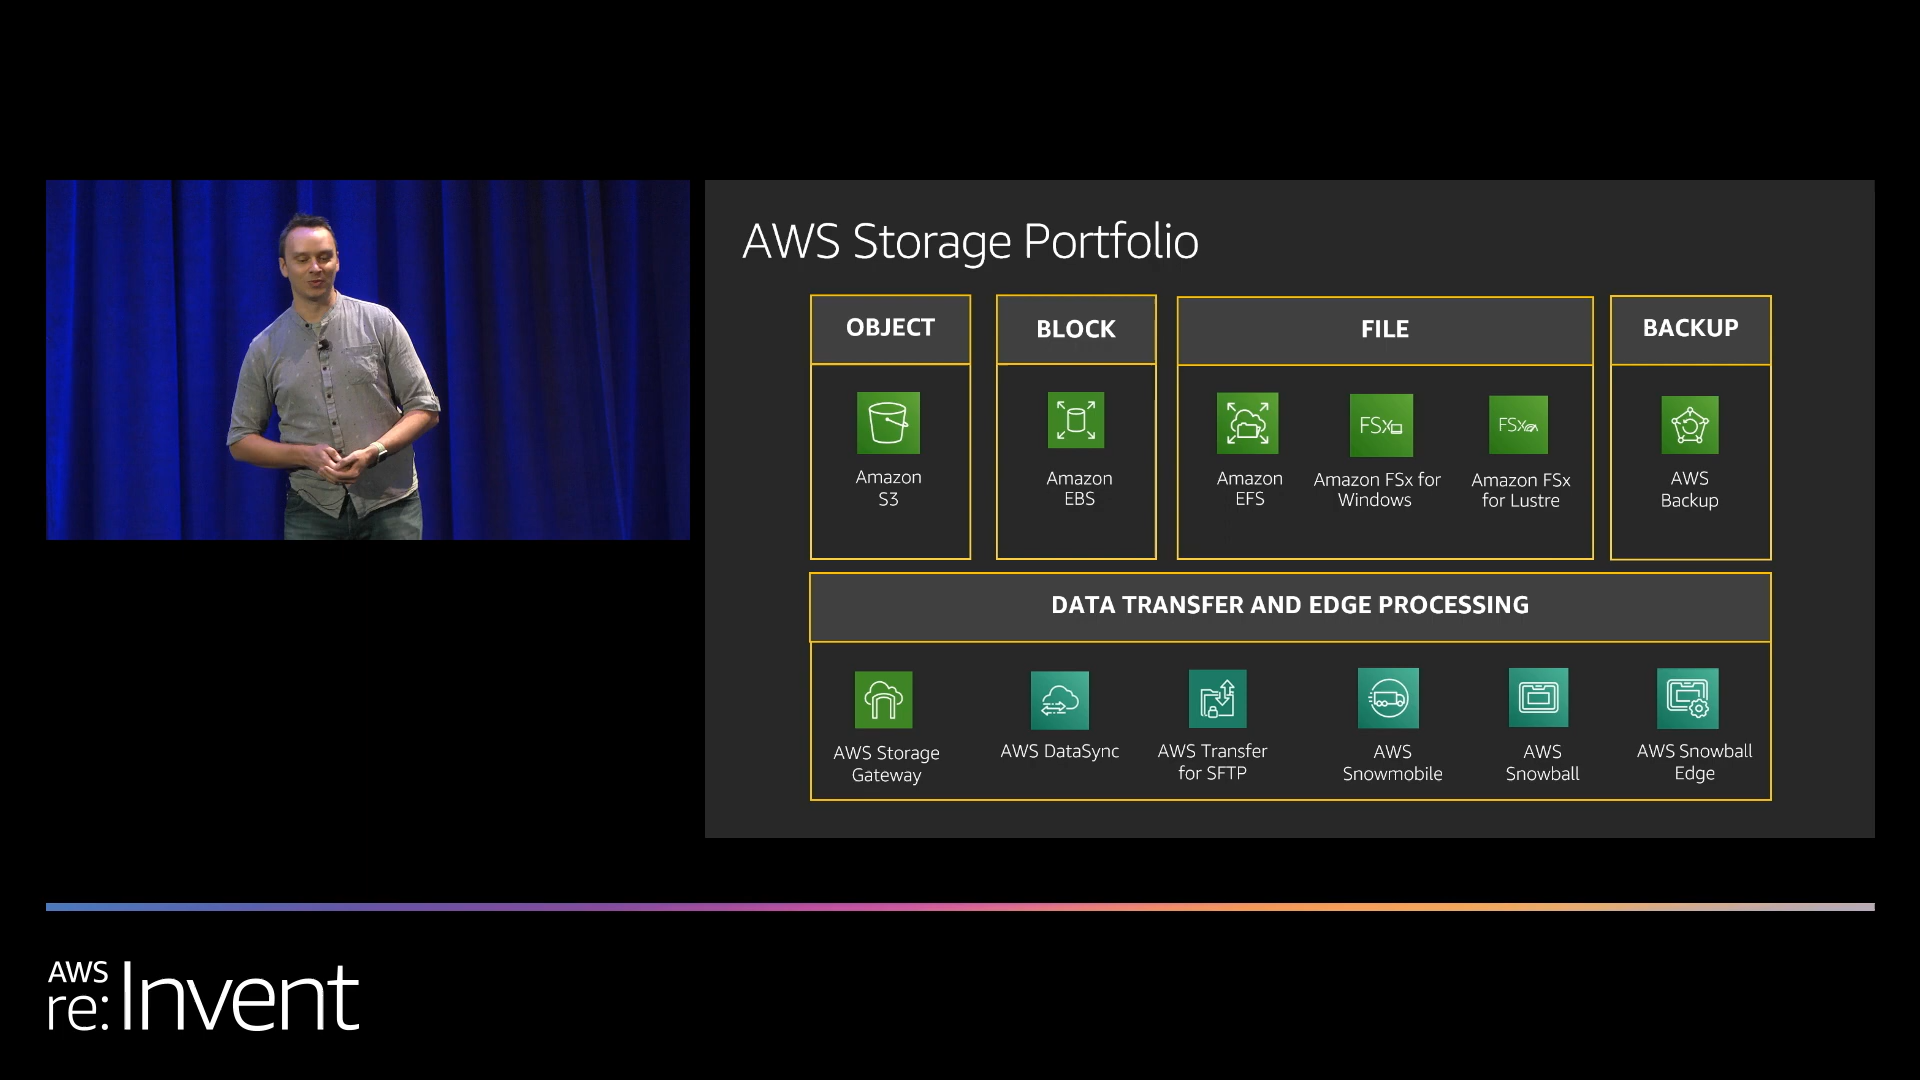 AWS Storage Portfolio
OBJECT
BLOCK
FILE
BACKUP
Amazon
S3
Amazon
EBS
FSx
FSx
Amazon
EFS
Amazon FSx for
Windows
Amazon FSx
for Lustre
AWS
Backup
DATA TRANSFER AND EDGE PROCESSING
AWS Storage
Gateway
AWS DataSync
AWS Transfer
for SFTP
AWS
Snowmobile
AWS
Snowball
AWS Snowball
Edge
AWS
re:Invent